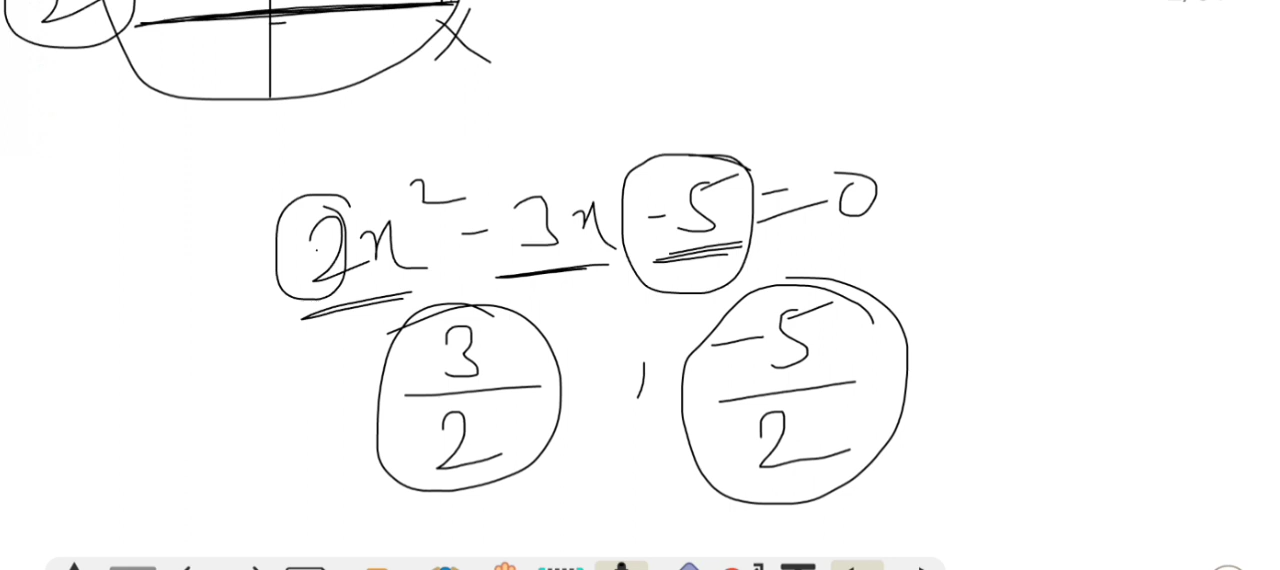 2x² - 3x - 5 = 0
3/2 , -5/2